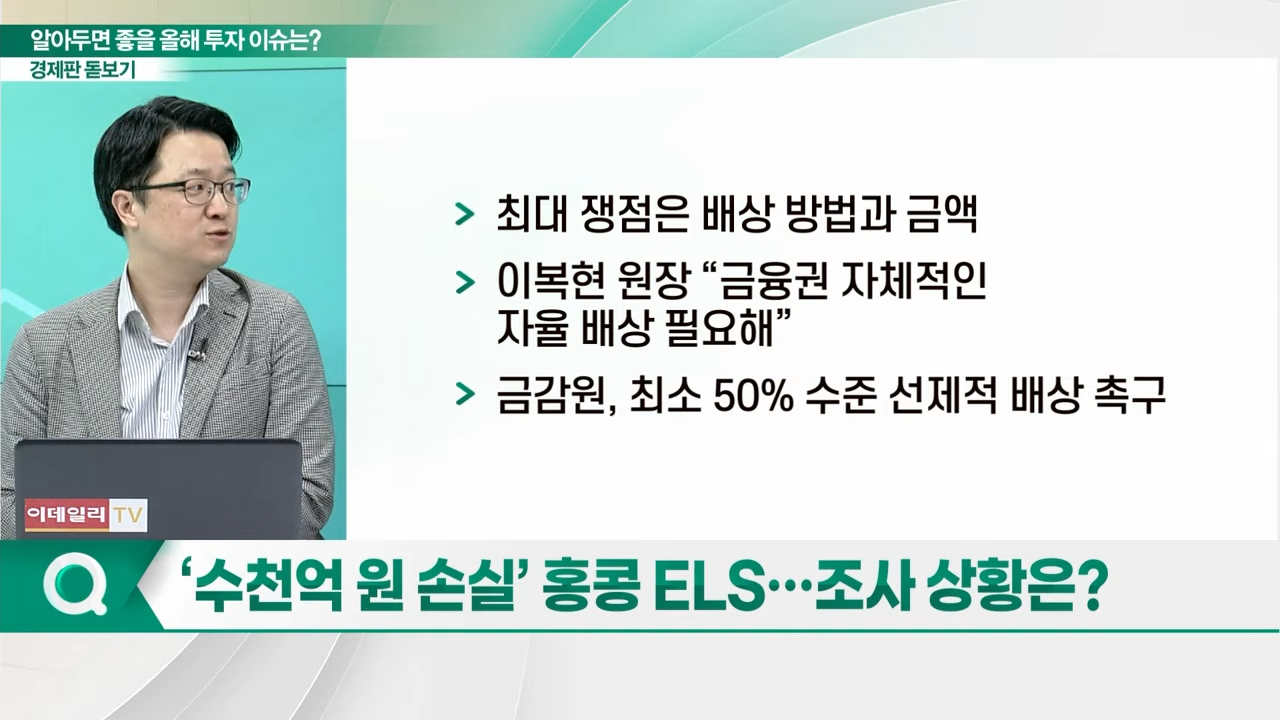 알아두면 좋을 올해 투자 이슈는?
경제판 돋보기
> 최대 쟁점은 배상 방법과 금액
> 이복현 원장 “금융권 자체적인
자율 배상 필요해”
> 금감원, 최소 50% 수준 선제적 배상 촉구
이데일리 TV
‘수천억 원 손실’ 홍콩 ELS…조사 상황은?